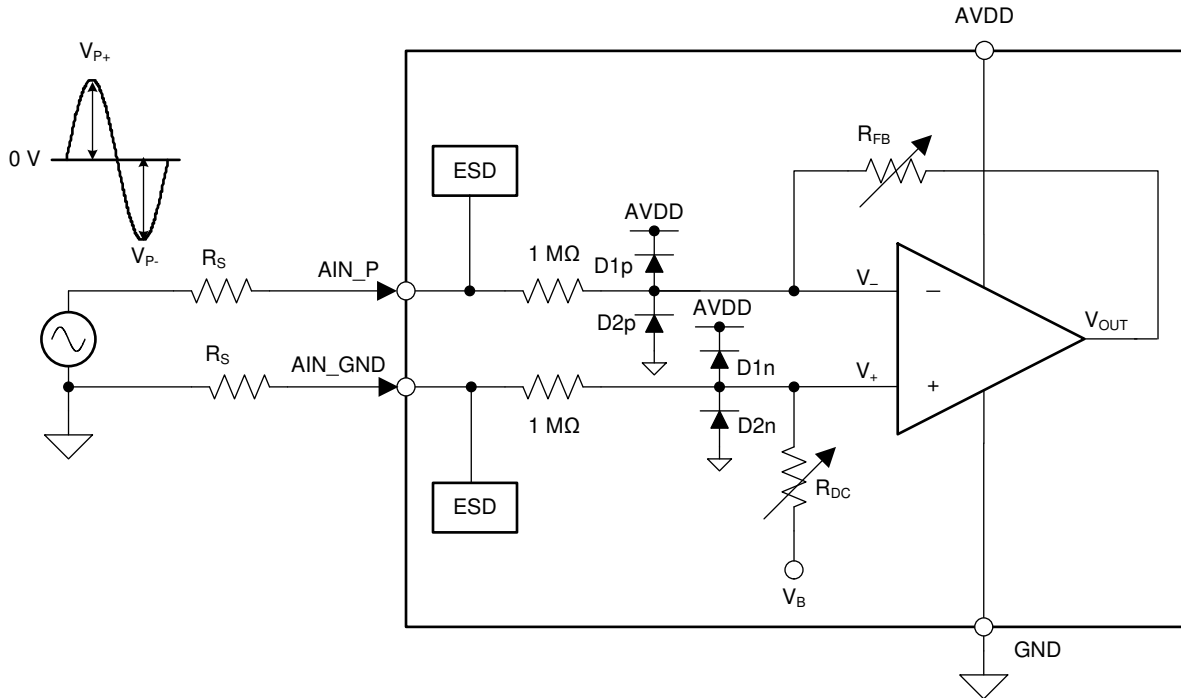 AVDD
V_P+
0 V
V_P-
R_FB
ESD
AVDD
1 MΩ
D1p
R_S
AIN_P
V_–
–
D2p
AVDD
V_OUT
R_S
AIN_GND
D1n
V_+
+
1 MΩ
D2n
R_DC
ESD
V_B
GND